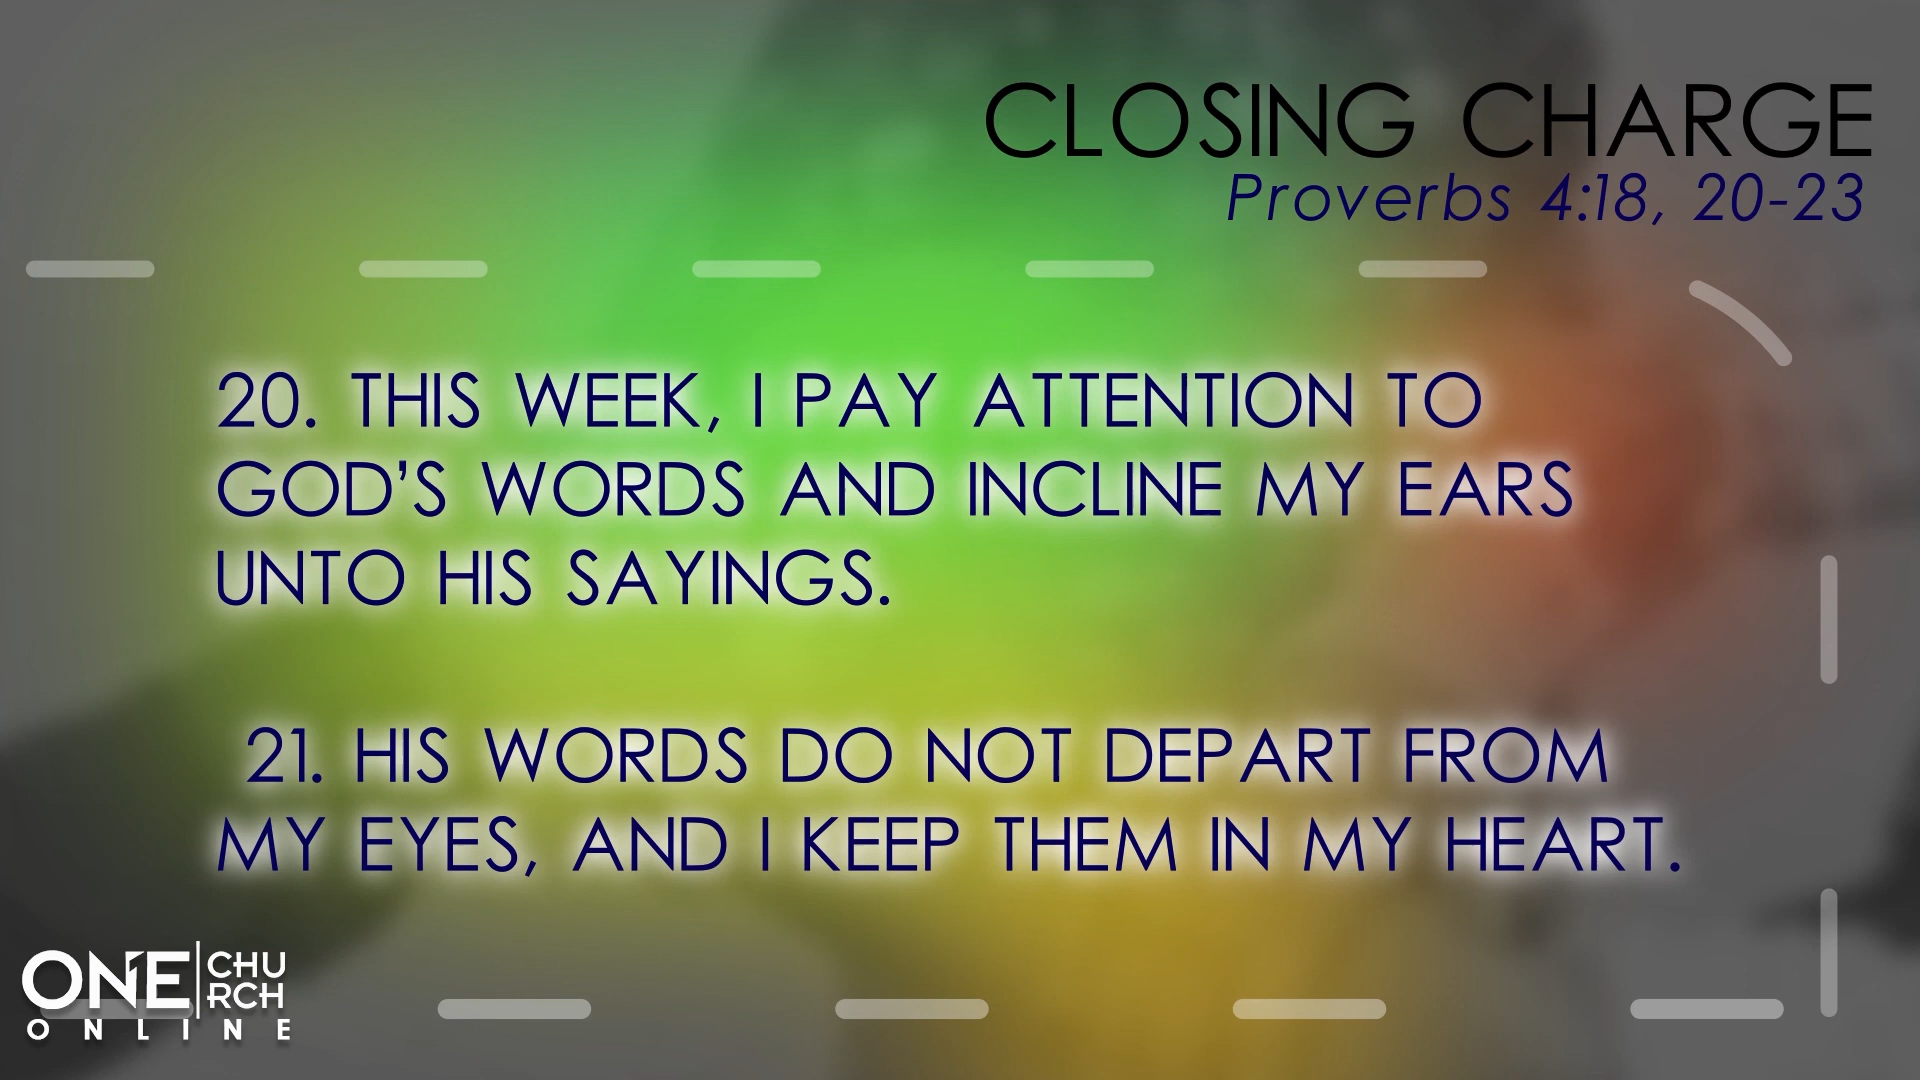 CLOSING CHARGE
Proverbs 4:18, 20-23
20. THIS WEEK, I PAY ATTENTION TO
GOD’S WORDS AND INCLINE MY EARS
UNTO HIS SAYINGS.
21. HIS WORDS DO NOT DEPART FROM
MY EYES, AND I KEEP THEM IN MY HEART.
ONE CHU
RCH
ONLINE